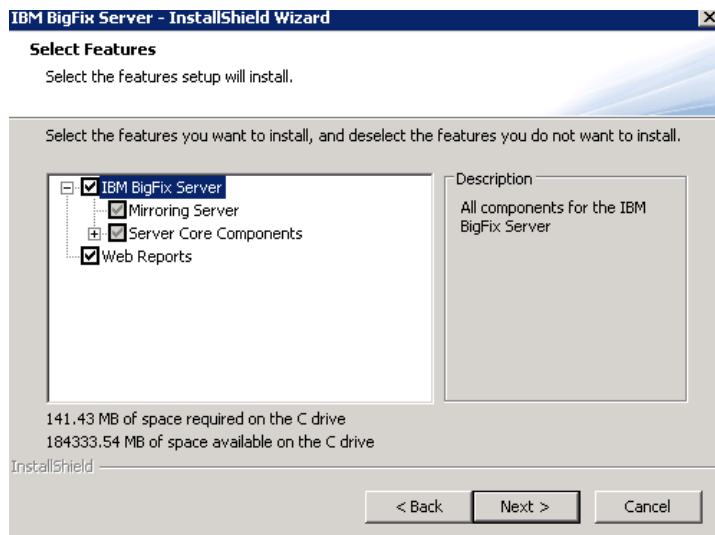 IBM BigFix Server - InstallShield Wizard
Select Features
Select the features setup will install.
Select the features you want to install, and deselect the features you do not want to install.
IBM BigFix Server
Mirroring Server
Server Core Components
Web Reports
Description
All components for the IBM
BigFix Server
141.43 MB of space required on the C drive
184333.54 MB of space available on the C drive
InstallShield
< Back
Next >
Cancel